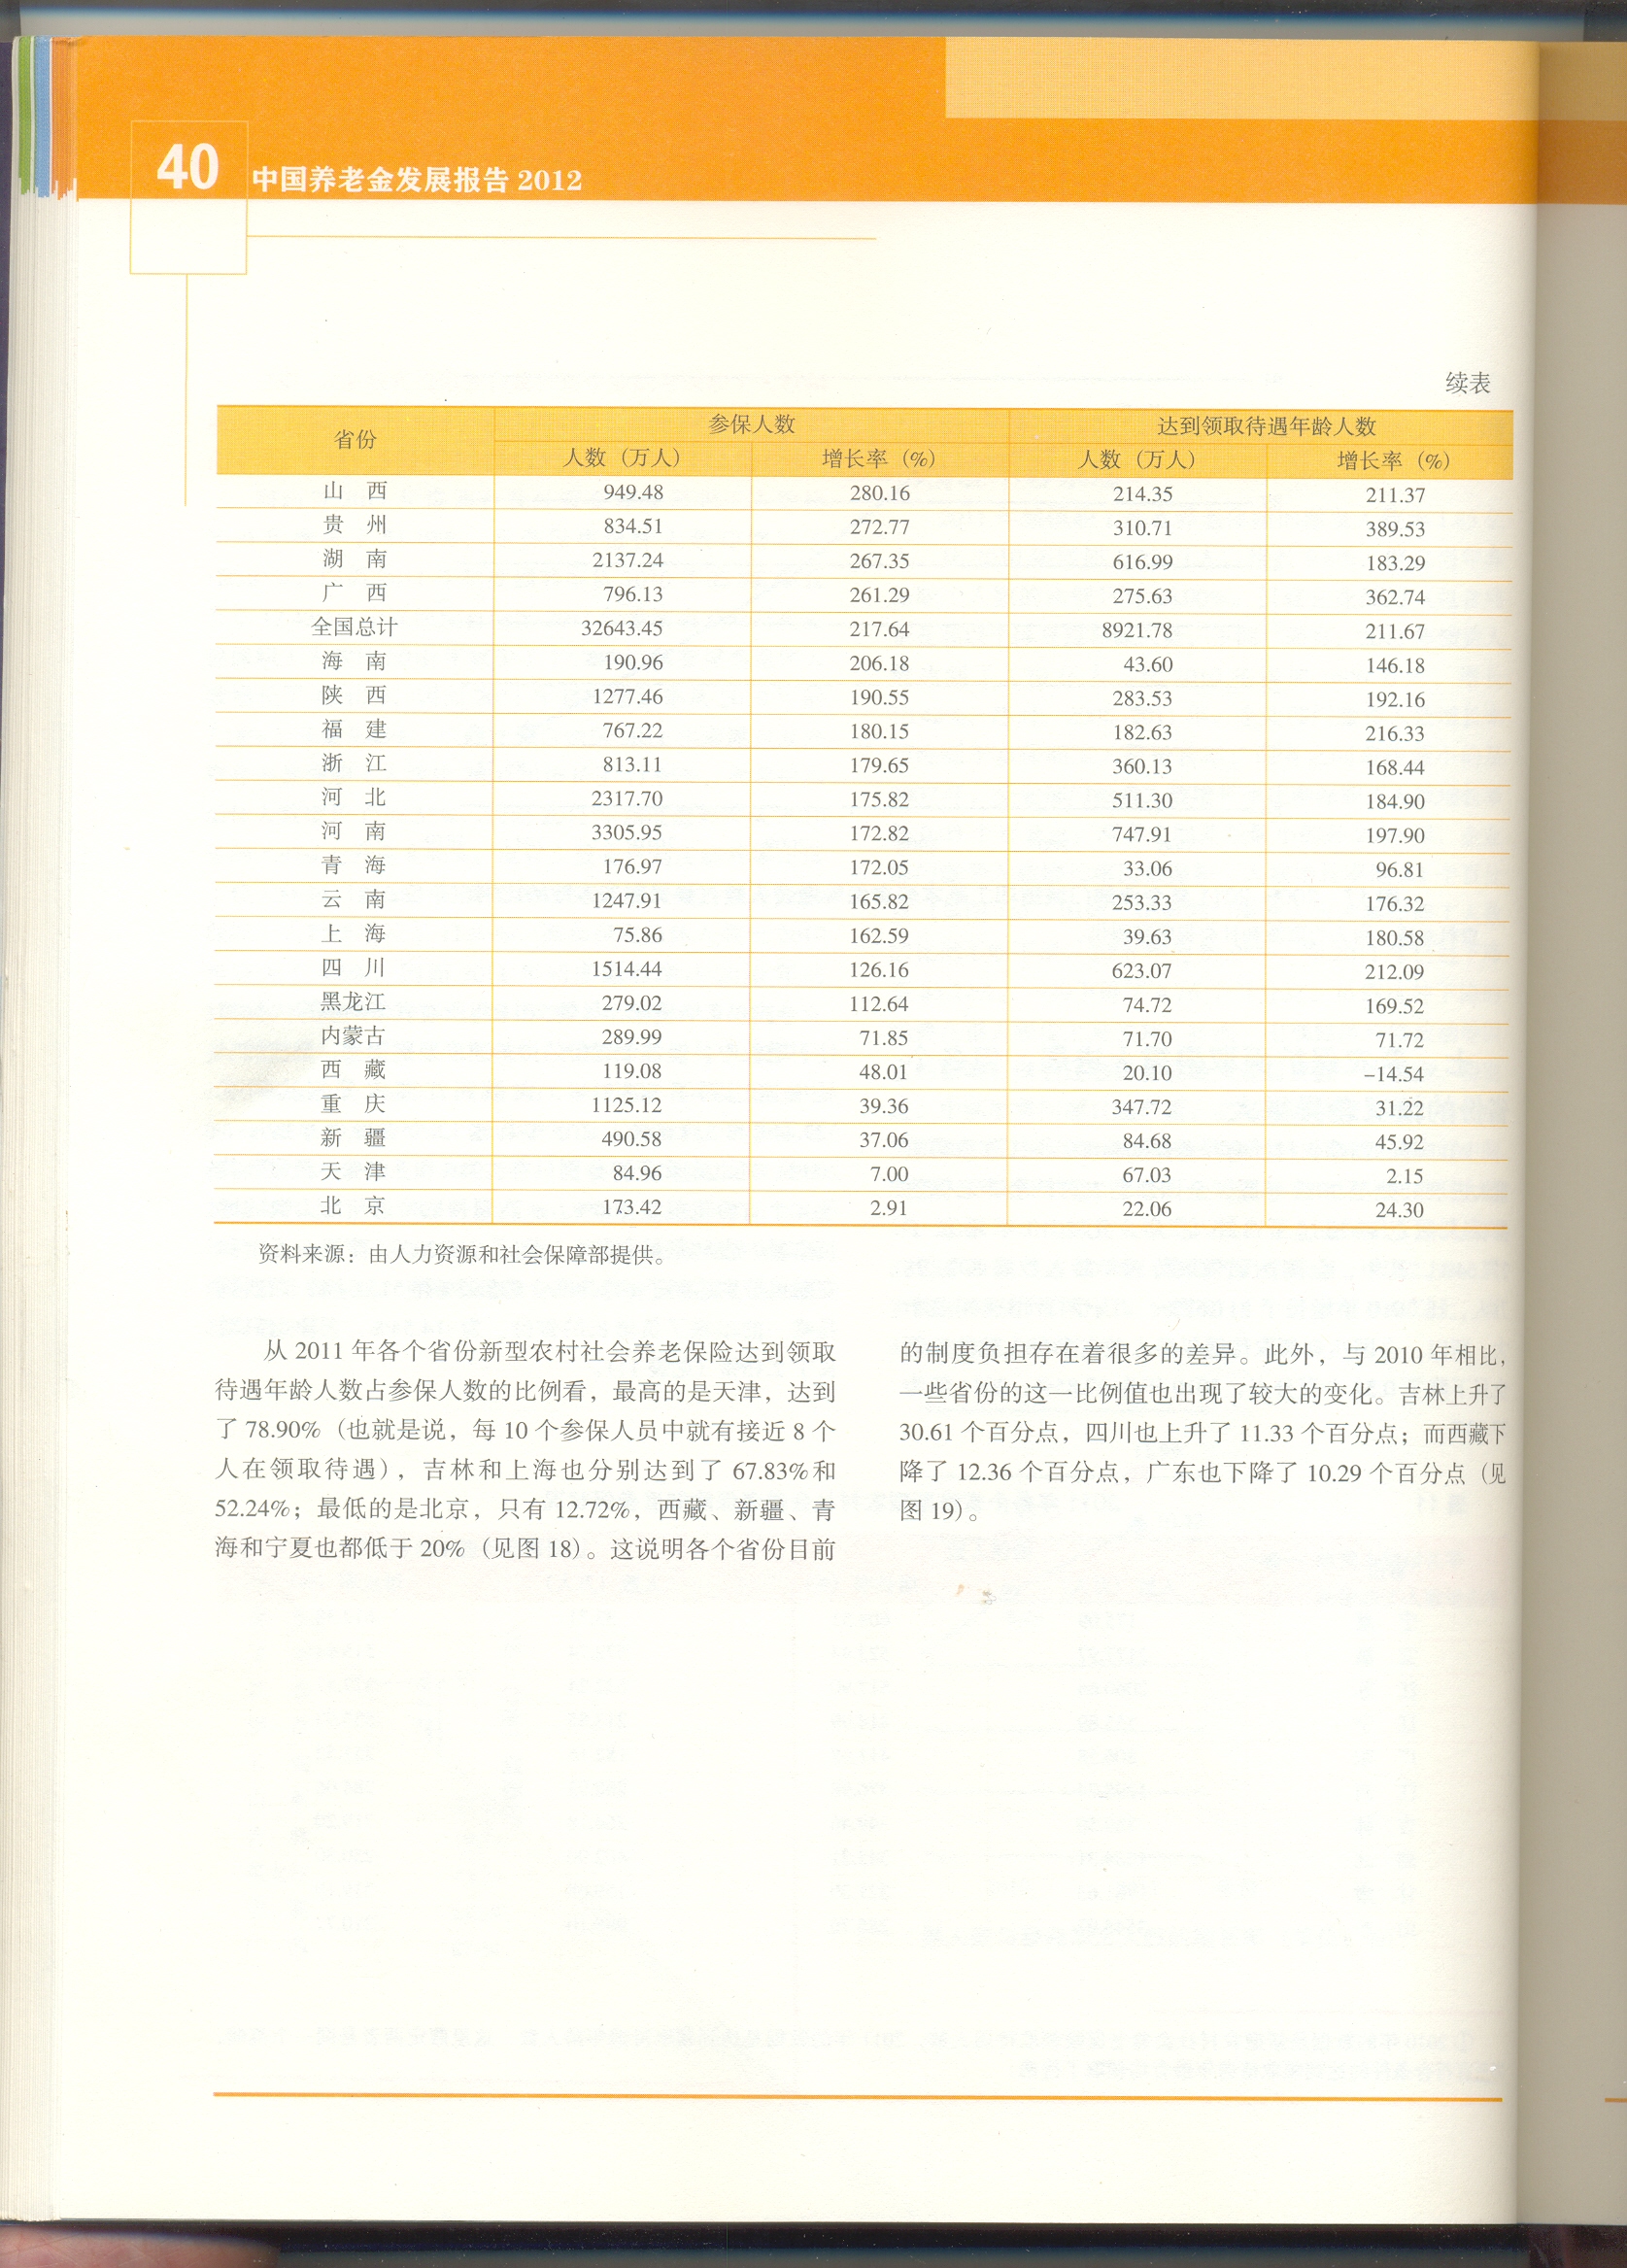 40 中国养老金发展报告 2012
续表
省份 参保人数 达到领取待遇年龄人数
人数（万人） 增长率（%） 人数（万人） 增长率（%）
山 西 949.48 280.16 214.35 211.37
贵 州 834.51 272.77 310.71 389.53
湖 南 2137.24 267.35 616.99 183.29
广 西 796.13 261.29 275.63 362.74
全国总计 32643.45 217.64 8921.78 211.67
海 南 190.96 206.18 43.60 146.18
陕 西 1277.46 190.55 283.53 192.16
福 建 767.22 180.15 182.63 216.33
浙 江 813.11 179.65 360.13 168.44
河 北 2317.70 175.82 511.30 184.90
河 南 3305.95 172.82 747.91 197.90
青 海 176.97 172.05 33.06 96.81
云 南 1247.91 165.82 253.33 176.32
上 海 75.86 162.59 39.63 180.58
四 川 1514.44 126.16 623.07 212.09
黑龙江 279.02 112.64 74.72 169.52
内蒙古 289.99 71.85 71.70 71.72
西 藏 119.08 48.01 20.10 –14.54
重 庆 1125.12 39.36 347.72 31.22
新 疆 490.58 37.06 84.68 45.92
天 津 84.96 7.00 67.03 2.15
北 京 173.42 2.91 22.06 24.30
资料来源：由人力资源和社会保障部提供。
从 2011 年各个省份新型农村社会养老保险达到领取
待遇年龄人数占参保人数的比例看，最高的是天津，达到
了 78.90%（也就是说，每 10 个参保人员中就有接近 8 个
人在领取待遇），吉林和上海也分别达到了 67.83%和
52.24%；最低的是北京，只有 12.72%，西藏、新疆、青
海和宁夏也都低于 20%（见图 18）。这说明各个省份目前
的制度负担存在着很多的差异。此外，与 2010 年相比，
一些省份的这一比例值也出现了较大的变化。吉林上升了
30.61 个百分点，四川也上升了 11.33 个百分点；而西藏下
降了 12.36 个百分点，广东也下降了 10.29 个百分点（见
图 19）。